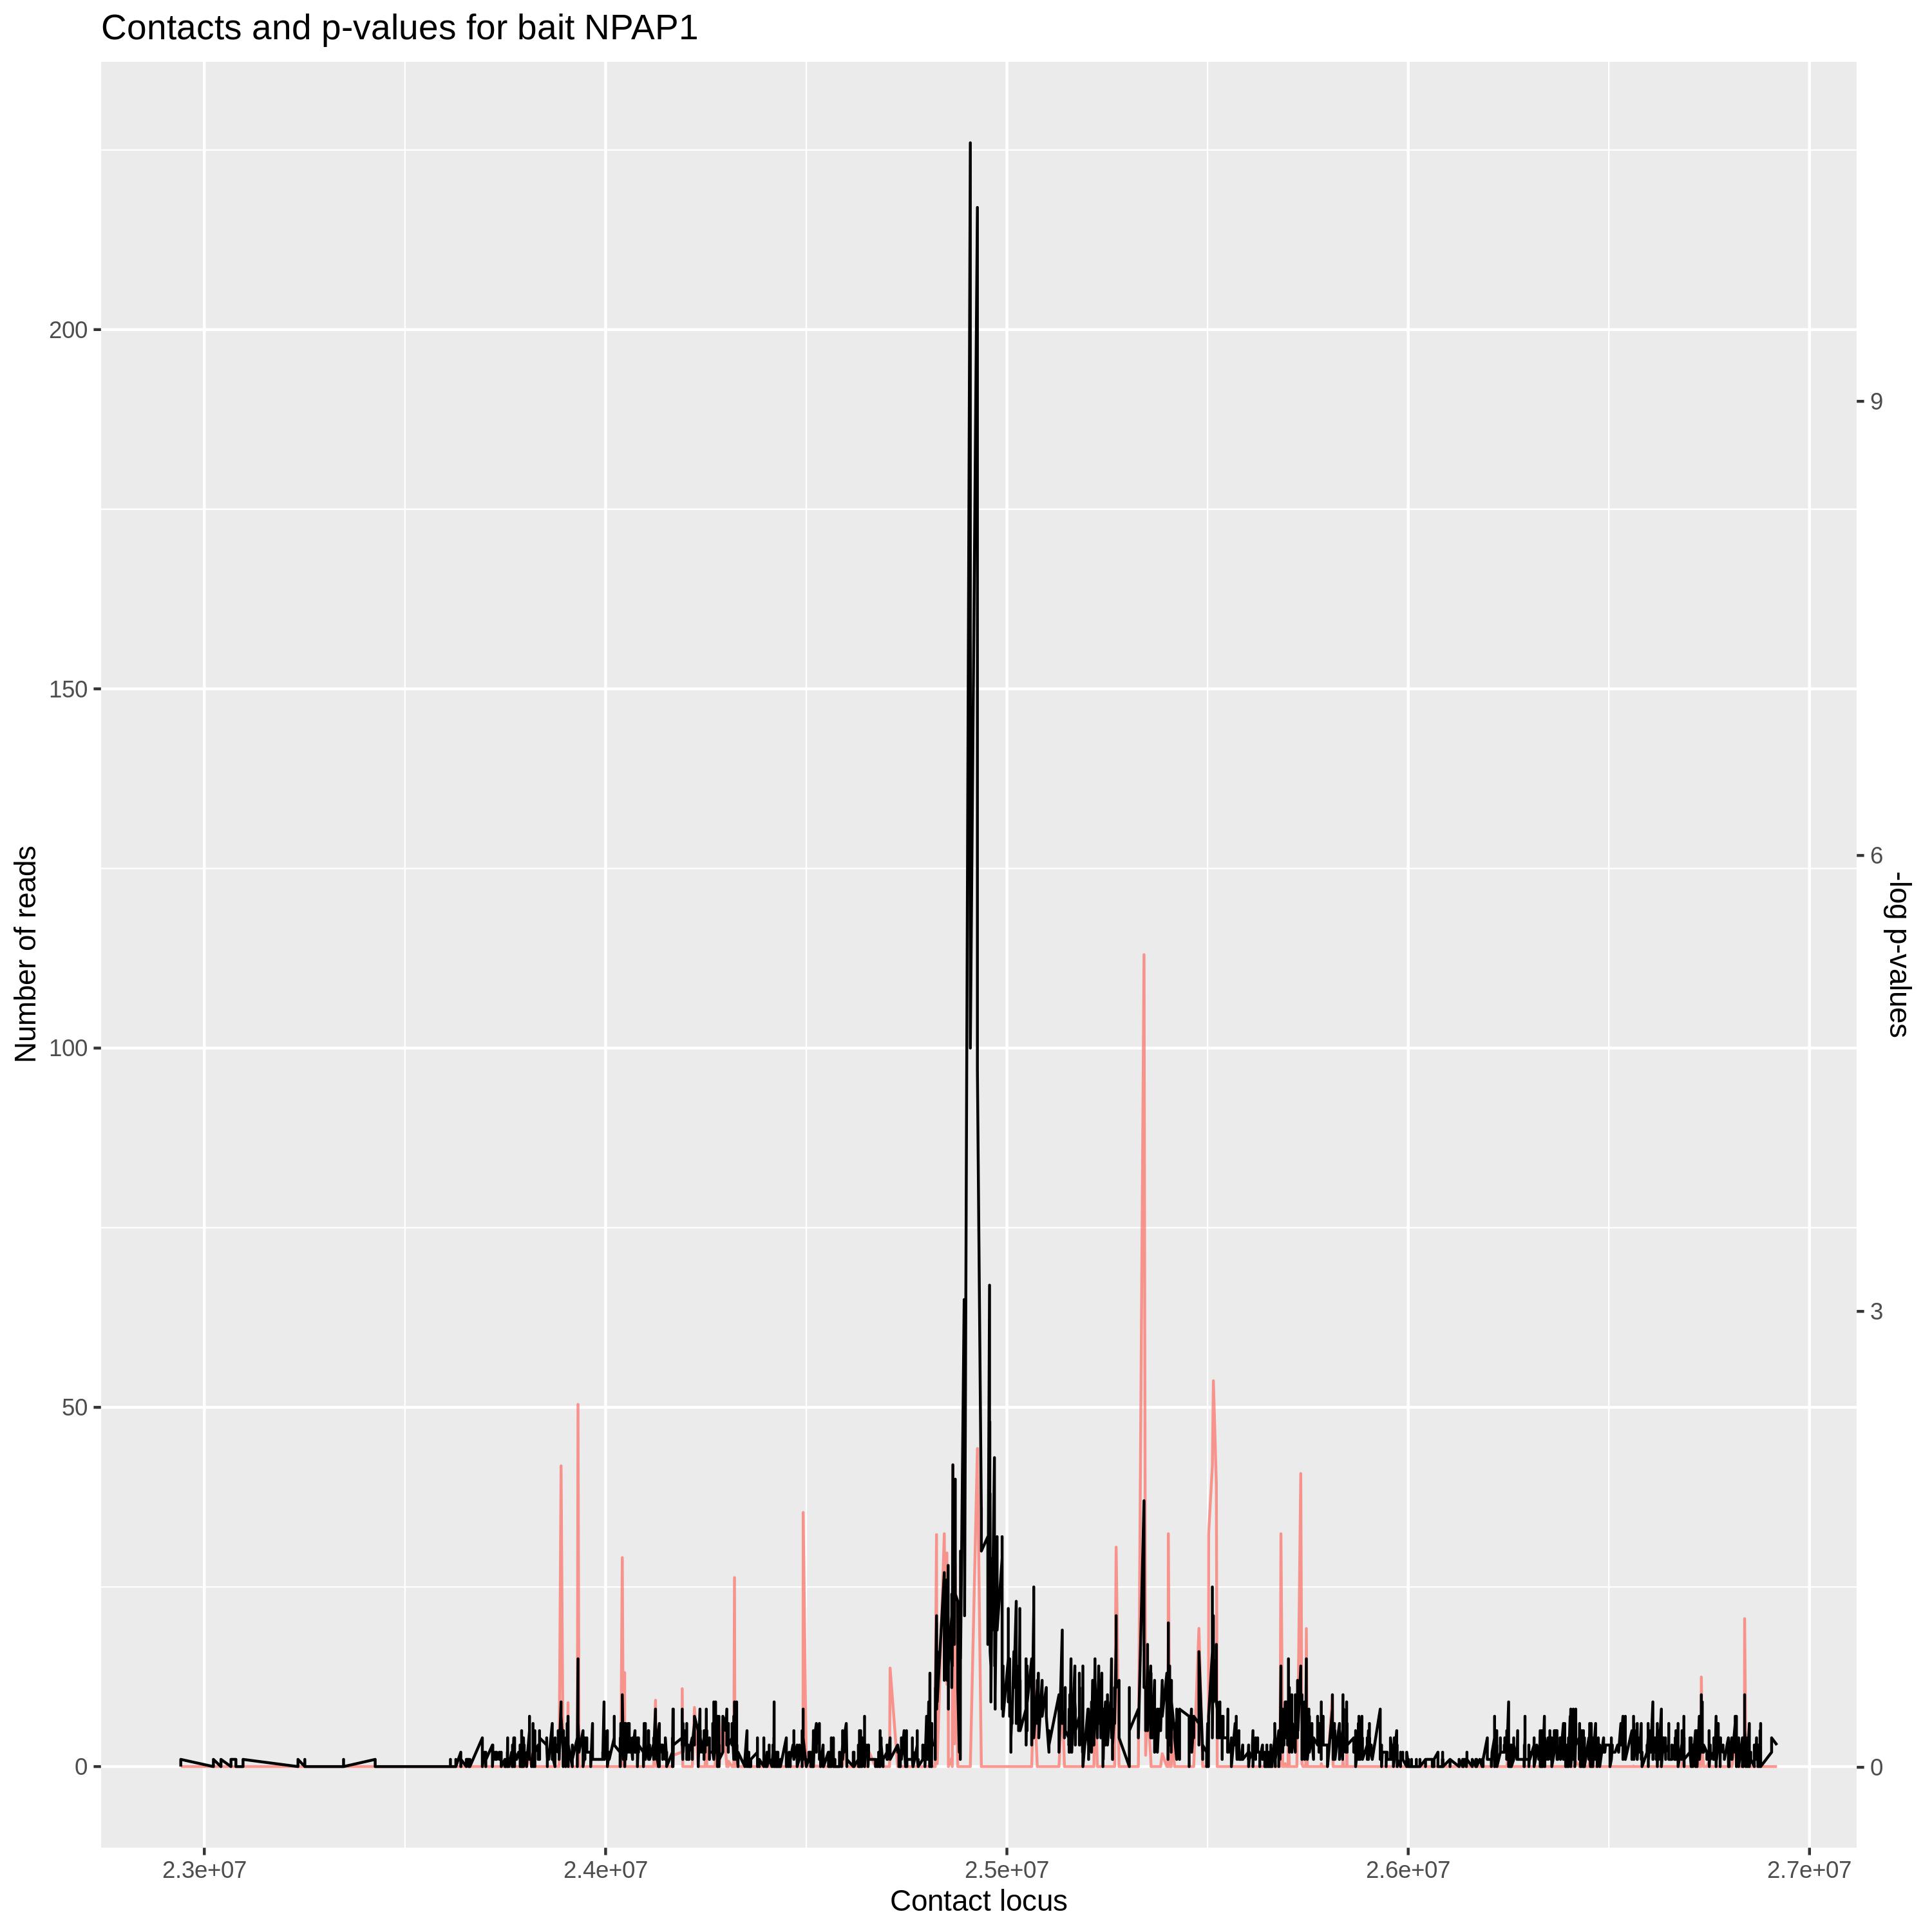 Contacts and p-values for bait NPAP1
200
150
100
50
0
Number of reads
9
6
3
0
-log p-values
2.3e+07
2.4e+07
2.5e+07
2.6e+07
2.7e+07
Contact locus